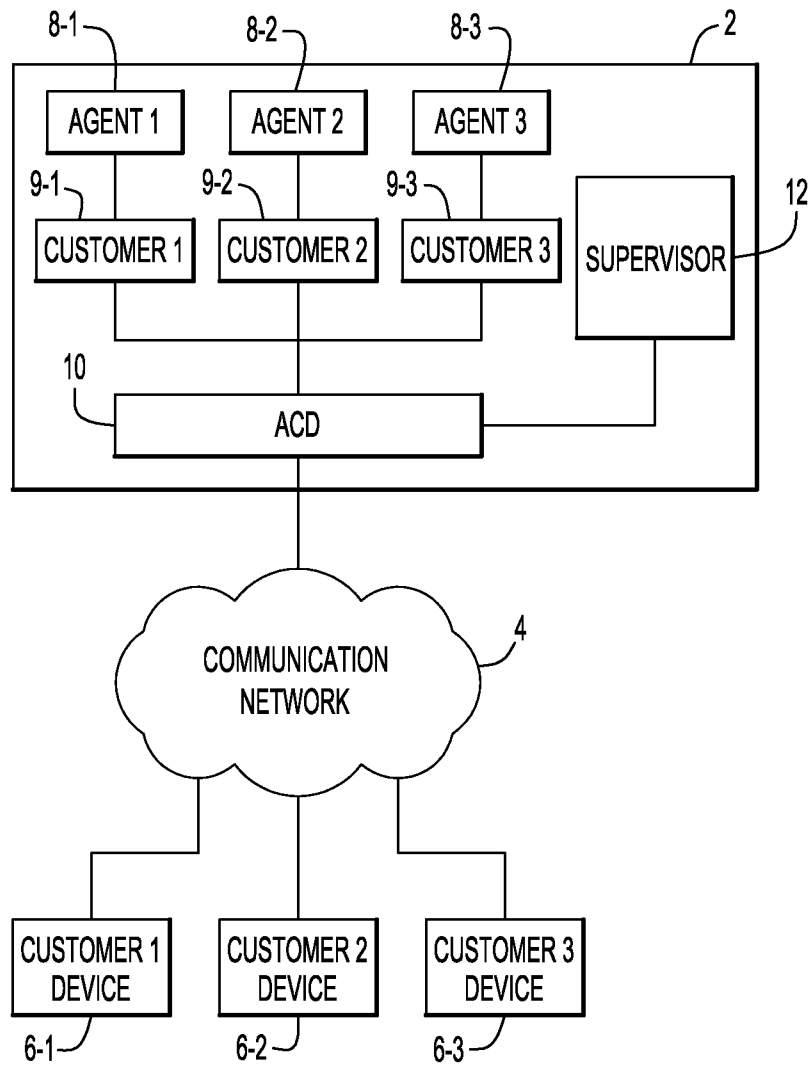 8-1
8-2
8-3
2
AGENT 1
AGENT 2
AGENT 3
9-1
9-2
9-3
12
CUSTOMER 1
CUSTOMER 2
CUSTOMER 3
SUPERVISOR
10
ACD
4
COMMUNICATION
NETWORK
CUSTOMER 1
DEVICE
CUSTOMER 2
DEVICE
CUSTOMER 3
DEVICE
6-1
6-2
6-3